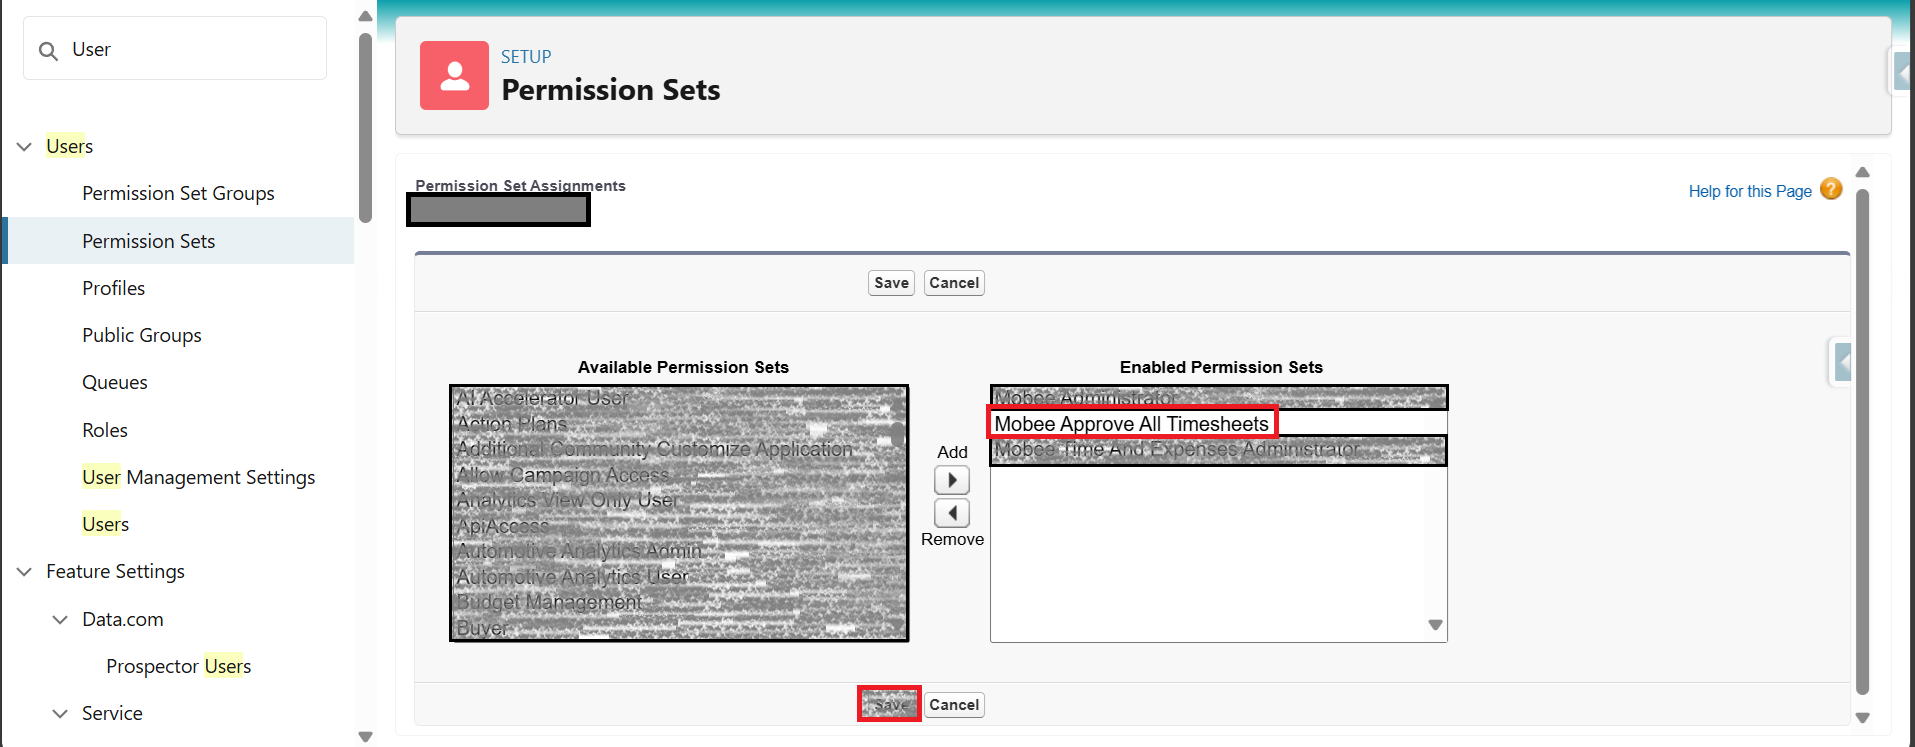 User
Users
Permission Set Groups
Permission Sets
Profiles
Public Groups
Queues
Roles
User Management Settings
Users
Feature Settings
Data.com
Prospector Users
Service
SETUP
Permission Sets
Permission Set Assignments
Help for this Page ?
Save Cancel
Available Permission Sets
AI Accelerator User
Action Plans
Additional Community Customize Application
Allow Campaign Access
Analytics View Only User
ApiAccess
Automotive Analytics Admin
Automotive Analytics User
Budget Management
Buyer
Add
Remove
Enabled Permission Sets
Mobee Administrator
Mobee Approve All Timesheets
Mobee Time And Expenses Administrator
Save Cancel